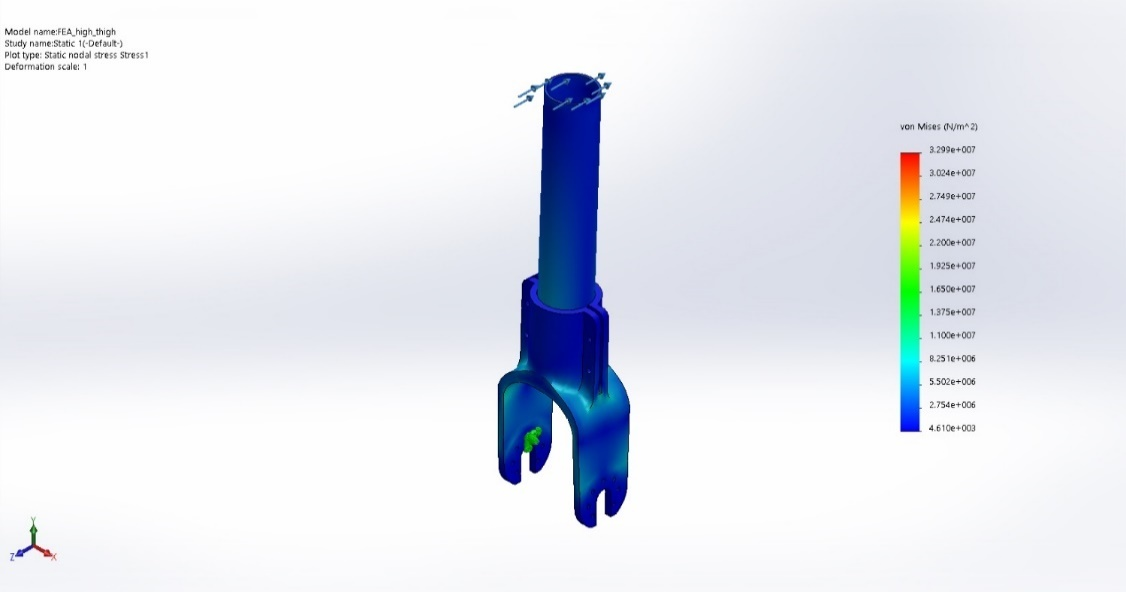 Model name:FEA_high_thigh
Study name:Static 1(-Default-)
Plot type: Static nodal stress Stress1
Deformation scale: 1
von Mises (N/m^2)
3.299e+007
3.024e+007
2.749e+007
2.474e+007
2.200e+007
1.925e+007
1.650e+007
1.375e+007
1.100e+007
8.251e+006
5.502e+006
2.754e+006
4.610e+003
Y
Z
X